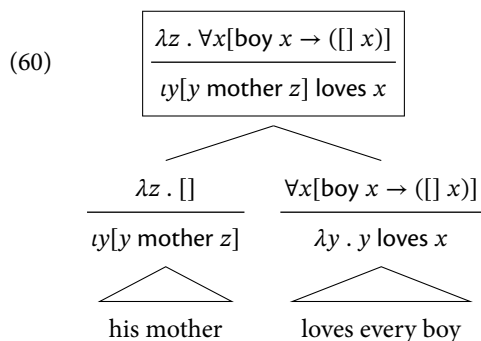 (60)
λz . ∀x[boy x → ([] x)]
ιy[y mother z] loves x
λz . [] ∀x[boy x → ([] x)]
ιy[y mother z] λy . y loves x
his mother loves every boy